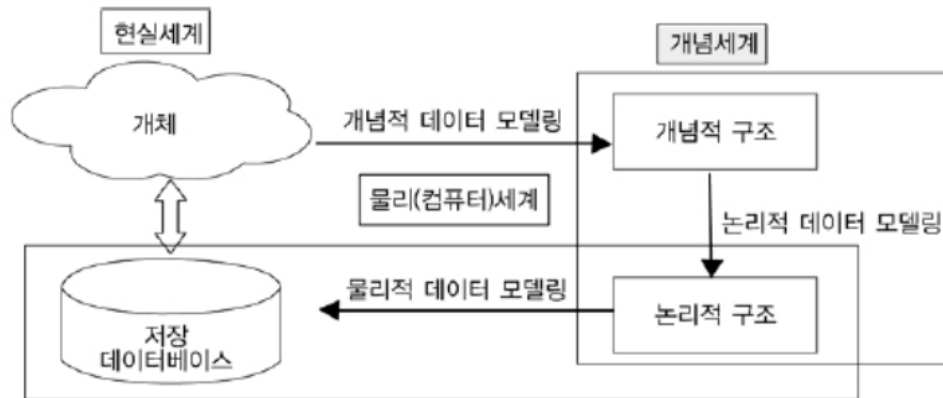 현실세계
개념세계
개체
개념적 데이터 모델링
개념적 구조
물리(컴퓨터)세계
논리적 데이터 모델링
물리적 데이터 모델링
논리적 구조
저장
데이터베이스